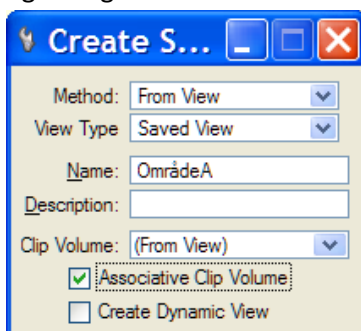 Create S...
Method: From View
View Type Saved View
Name: OmrådeA
Description:
Clip Volume: (From View)
Associative Clip Volume
Create Dynamic View